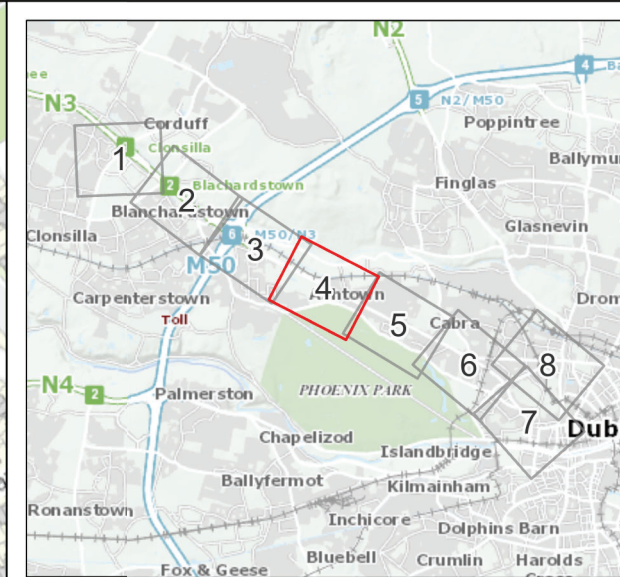 N2
4
N3
5
N2/M50
Corduff
Poppintree
1
Clonsilla
Ballymu
2
Blachardstown
2
Finglas
Blanchardstown
Glasnevin
6
M50/N3
Clonsilla
3
M50
4
Ashtown
Carpenterstown
Drom
Toll
5
Cabra
6
8
N4
2
Palmerston
PHOENIX PARK
7
Dub
Chapelizod
Islandbridge
Ballyfermot
Kilmainham
Ronanstown
Inchicore
Dolphins Barn
Bluebell
Crumlin
Harolds
Fox & Geese